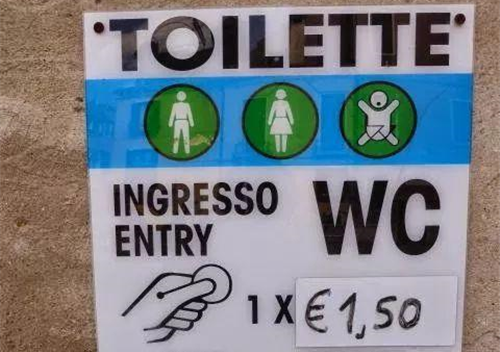 TOILETTE
INGRESSO
ENTRY
WC
1 X € 1,50